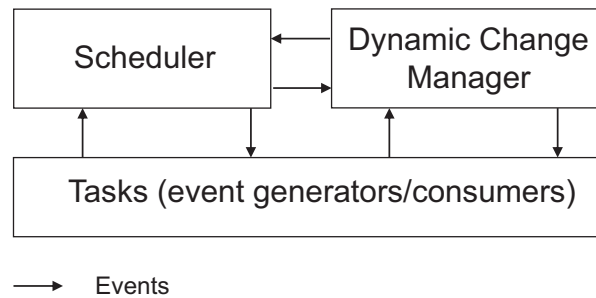 Scheduler
Dynamic Change
Manager
Tasks (event generators/consumers)
Events